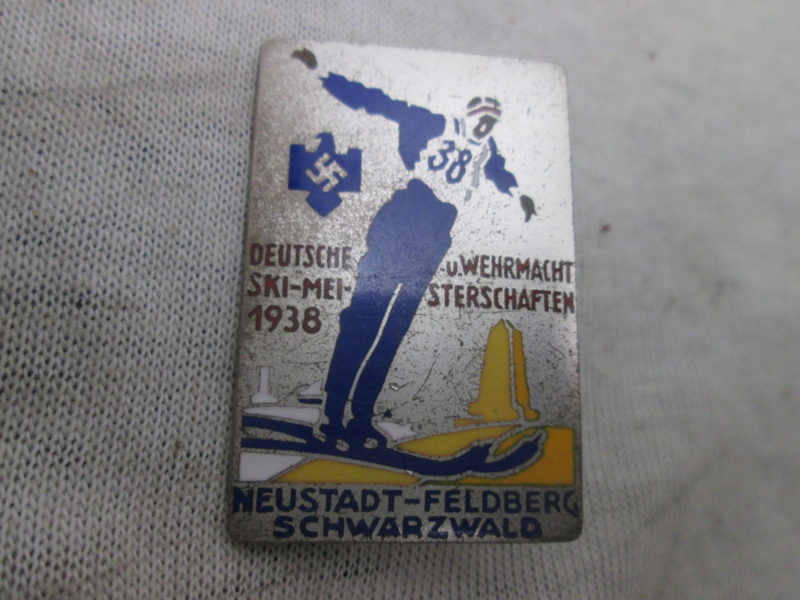 38
DEUTSCHE -u.WEHRMACHT
SKI-MEI- STERSCHAFTEN
1938
NEUSTADT-FELDBERG
SCHWARZWALD